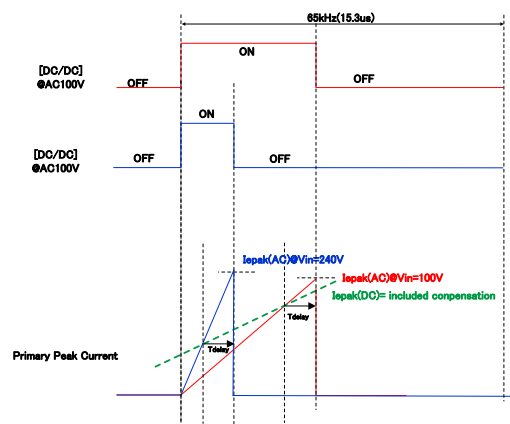 65kHz(15.3us)
ON
[DC/DC]
@AC100V
OFF
OFF
ON
[DC/DC]
@AC100V
OFF
OFF
Iepak(AC)@Vin=240V
Iepak(AC)@Vin=100V
Iepak(DC)= included conpensation
Tdelay
Tdelay
Primary Peak Current